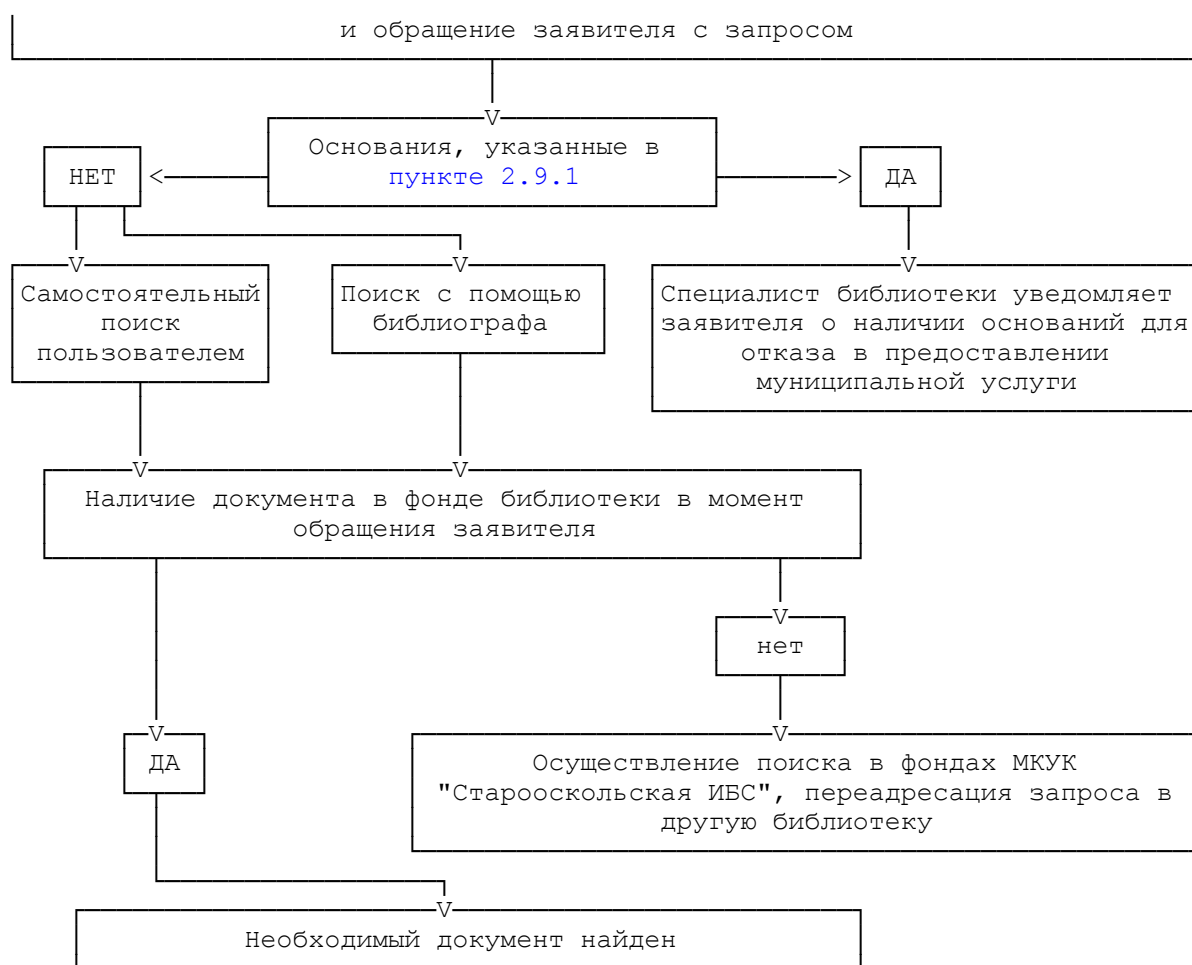 и обращение заявителя с запросом
Основания, указанные в
пункте 2.9.1
НЕТ
ДА
Самостоятельный
поиск
пользователем
Поиск с помощью
библиографа
Специалист библиотеки уведомляет
заявителя о наличии оснований для
отказа в предоставлении
муниципальной услуги
Наличие документа в фонде библиотеки в момент
обращения заявителя
нет
ДА
Осуществление поиска в фондах МКУК
"Старооскольская ИБС", переадресация запроса в
другую библиотеку
Необходимый документ найден